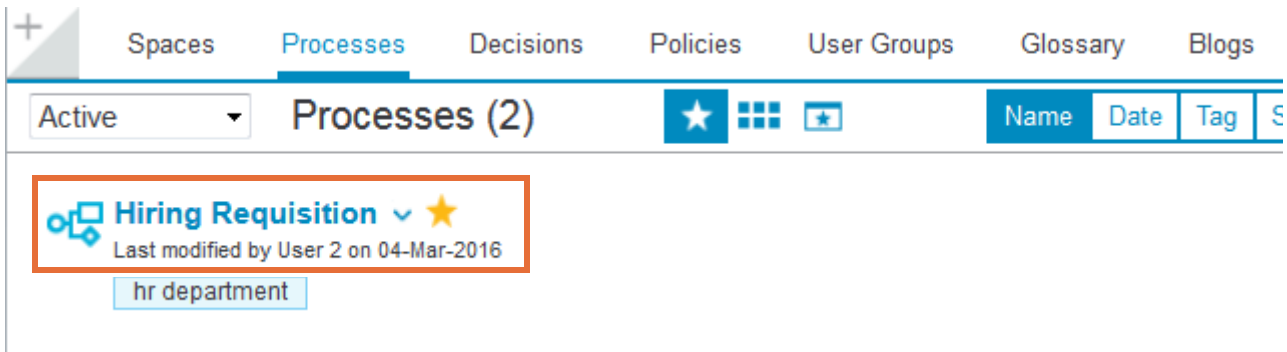 Spaces Processes Decisions Policies User Groups Glossary Blogs
Active Processes (2) Name Date Tag S
Hiring Requisition
Last modified by User 2 on 04-Mar-2016
hr department